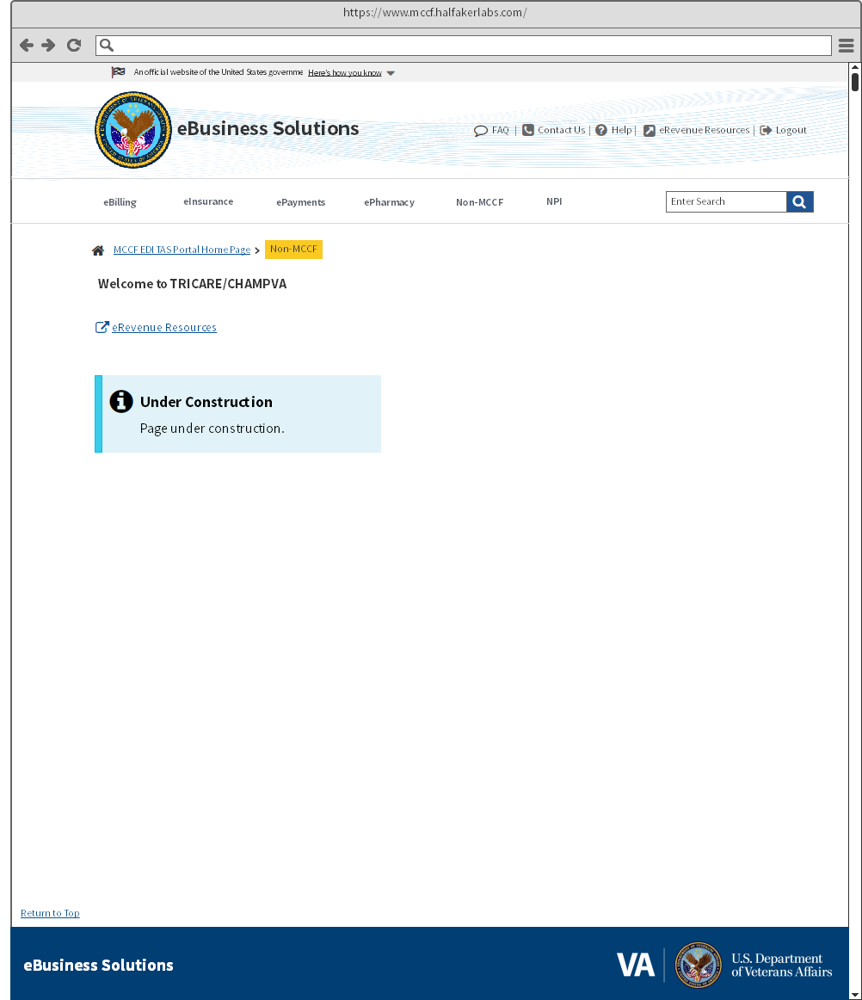 https://www.mccf.halfakerlabs.com/
An official website of the United States governme Here's how you know
eBusiness Solutions
FAQ | Contact Us | Help | eRevenue Resources | Logout
eBilling eInsurance ePayments ePharmacy Non-MCCF NPI Enter Search
MCCF EDI TAS Portal Home Page > Non-MCCF
Welcome to TRICARE/CHAMPVA
eRevenue Resources
Under Construction
Page under construction.
Return to Top
eBusiness Solutions
VA | U.S. Department
of Veterans Affairs